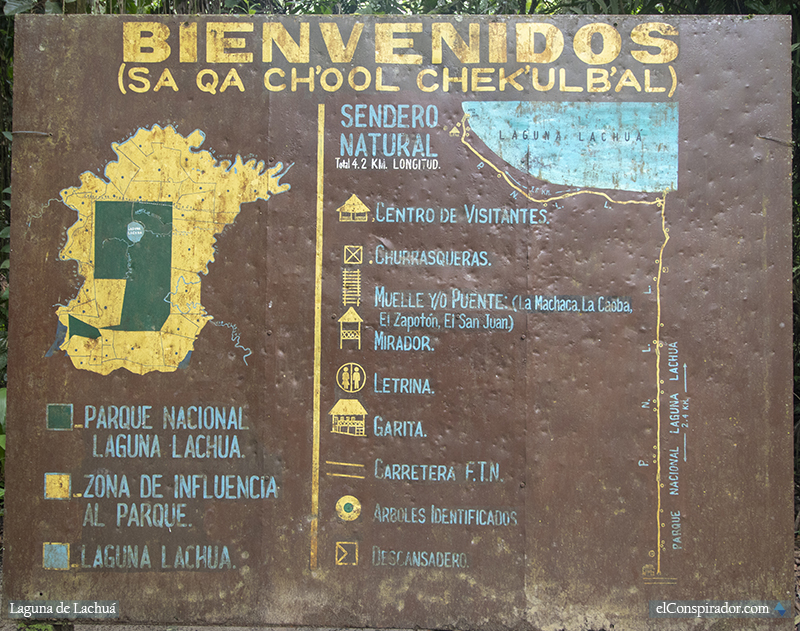 BIENVENIDOS
(SA QA CH'OOL CHEK'ULB'AL)
SENDERO
NATURAL
Total 4.2 KM. LONGITUD.
LAGUNA LACHUA
CENTRO DE VISITANTES.
CHURRASQUERAS.
MUELLE Y/O PUENTE: (La Machaca, La Caoba,
El Zapotón, El San Juan)
MIRADOR.
LETRINA.
GARITA.
CARRETERA F.T.N.
ARBOLES IDENTIFICADOS
DESCANSADERO.
PARQUE NACIONAL
LAGUNA LACHUA.
ZONA DE INFLUENCIA
AL PARQUE.
LAGUNA LACHUA.
P. N. L. L.
PARQUE NACIONAL LAGUNA LACHUA
2.4 KM.
Laguna de Lachuá
elConspirador.com